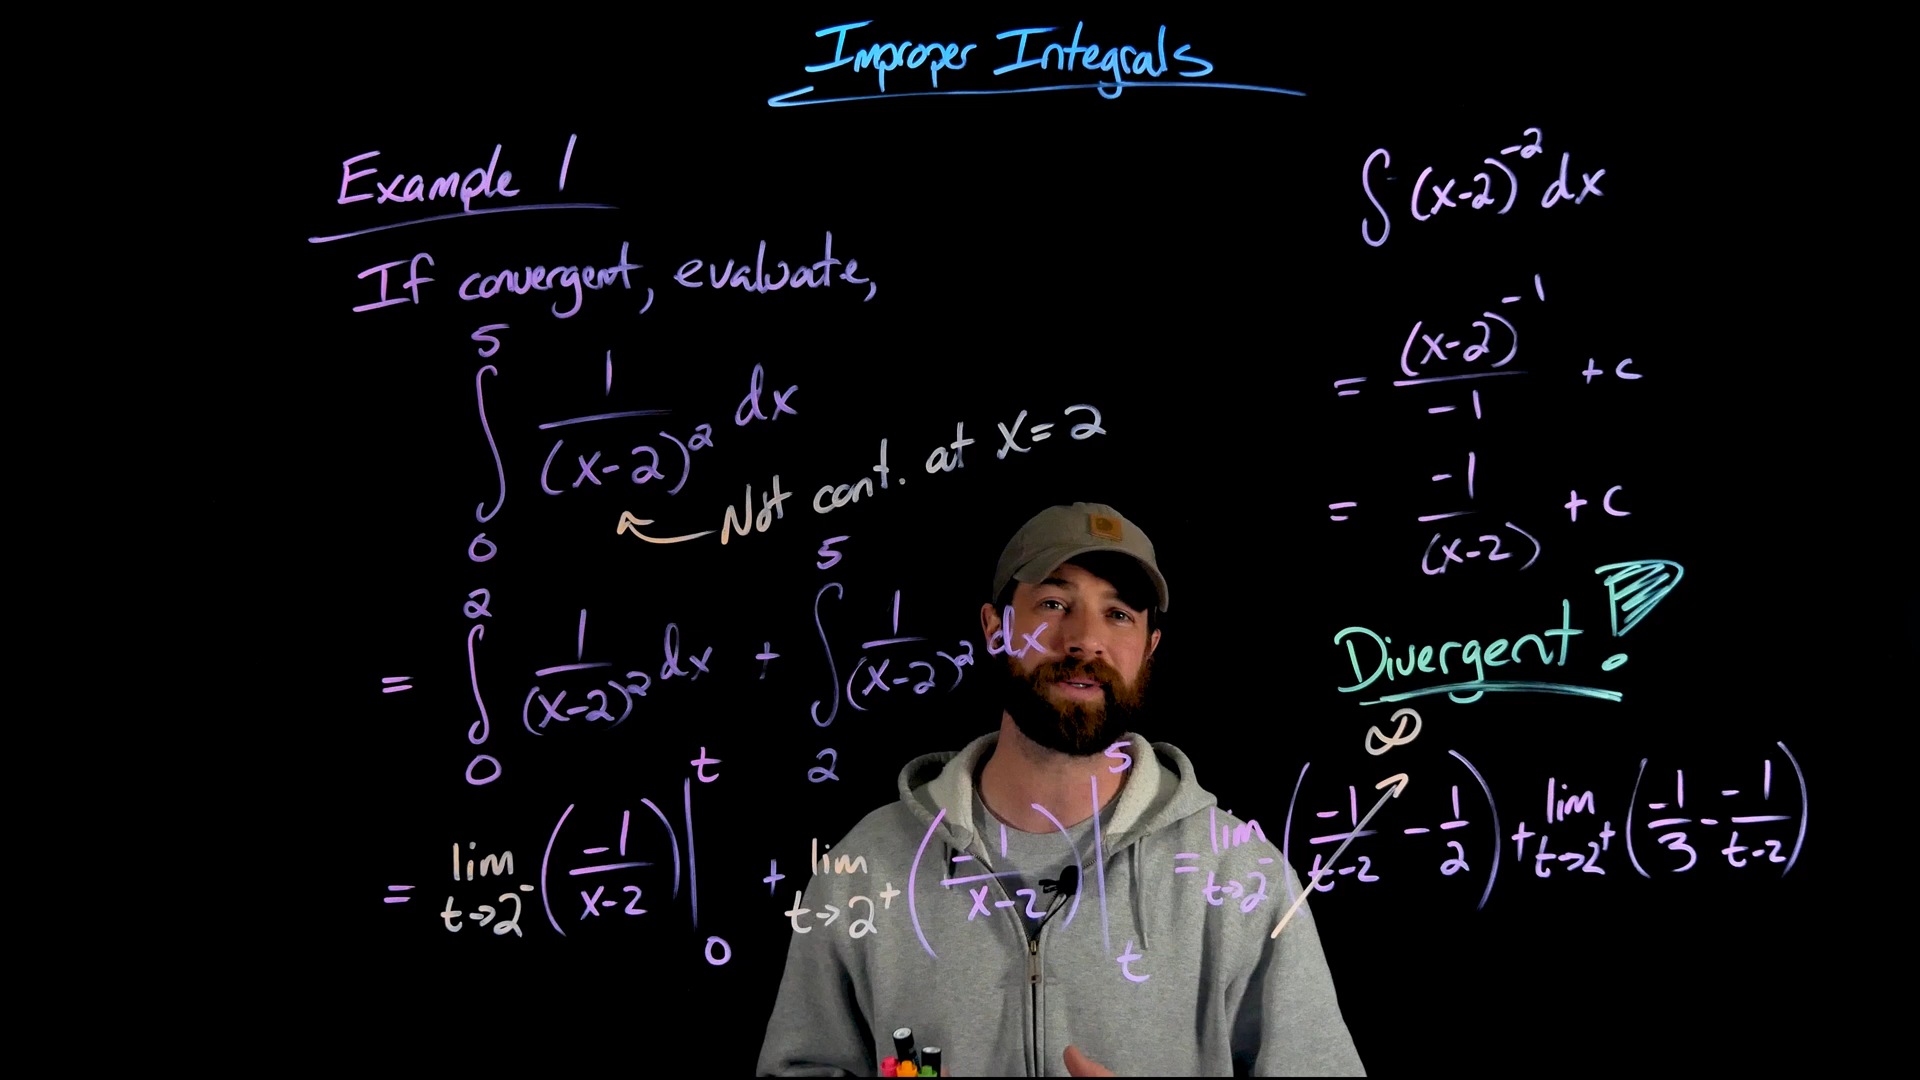 Improper Integrals
Example 1
If convergent, evaluate,
∫₀⁵ 1/(x-2)² dx
Not cont. at x=2
= ∫₀² 1/(x-2)² dx + ∫₂⁵ 1/(x-2)² dx
= lim t→2⁻ (-1/(x-2)) |₀ᵗ + lim t→2⁺ (-1/(x-2)) |ₜ⁵ = lim t→2⁻ (-1/(t-2) - 1/2) + lim t→2⁺ (-1/3 - -1/(t-2))
∞
∫ (x-2)⁻² dx
= (x-2)⁻¹/-1 + c
= -1/(x-2) + c
Divergent!